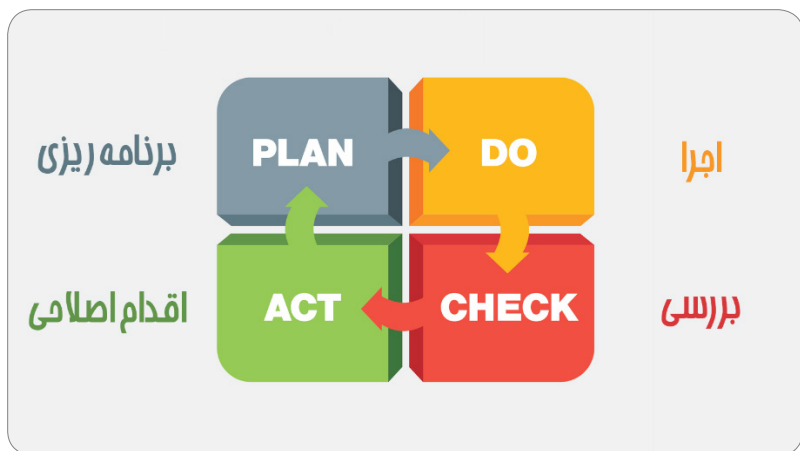 برنامه ریزی
PLAN
DO
اجرا
اقدام اصلاحی
ACT
CHECK
بررسی